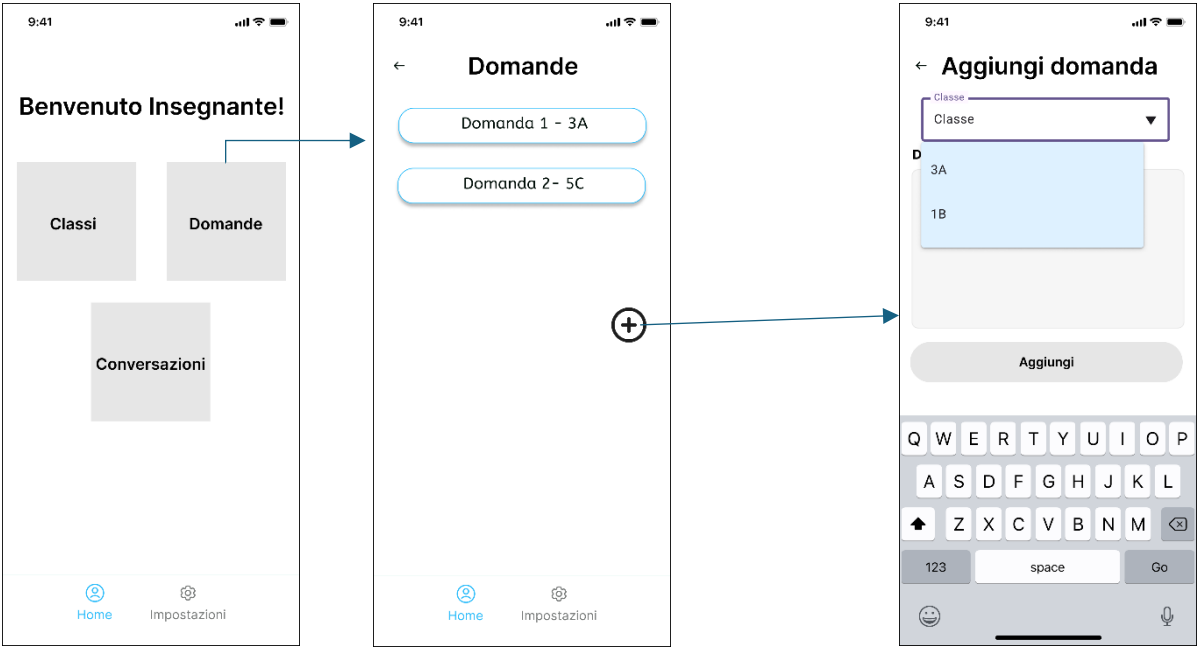 9:41
Benvenuto Insegnante!
Classi
Domande
Conversazioni
Home
Impostazioni
9:41
← Domande
Domanda 1 - 3A
Domanda 2- 5C
Home
Impostazioni
9:41
← Aggiungi domanda
Classe
Classe
D
3A
1B
Aggiungi
Q W E R T Y U I O P
A S D F G H J K L
Z X C V B N M
123 space Go